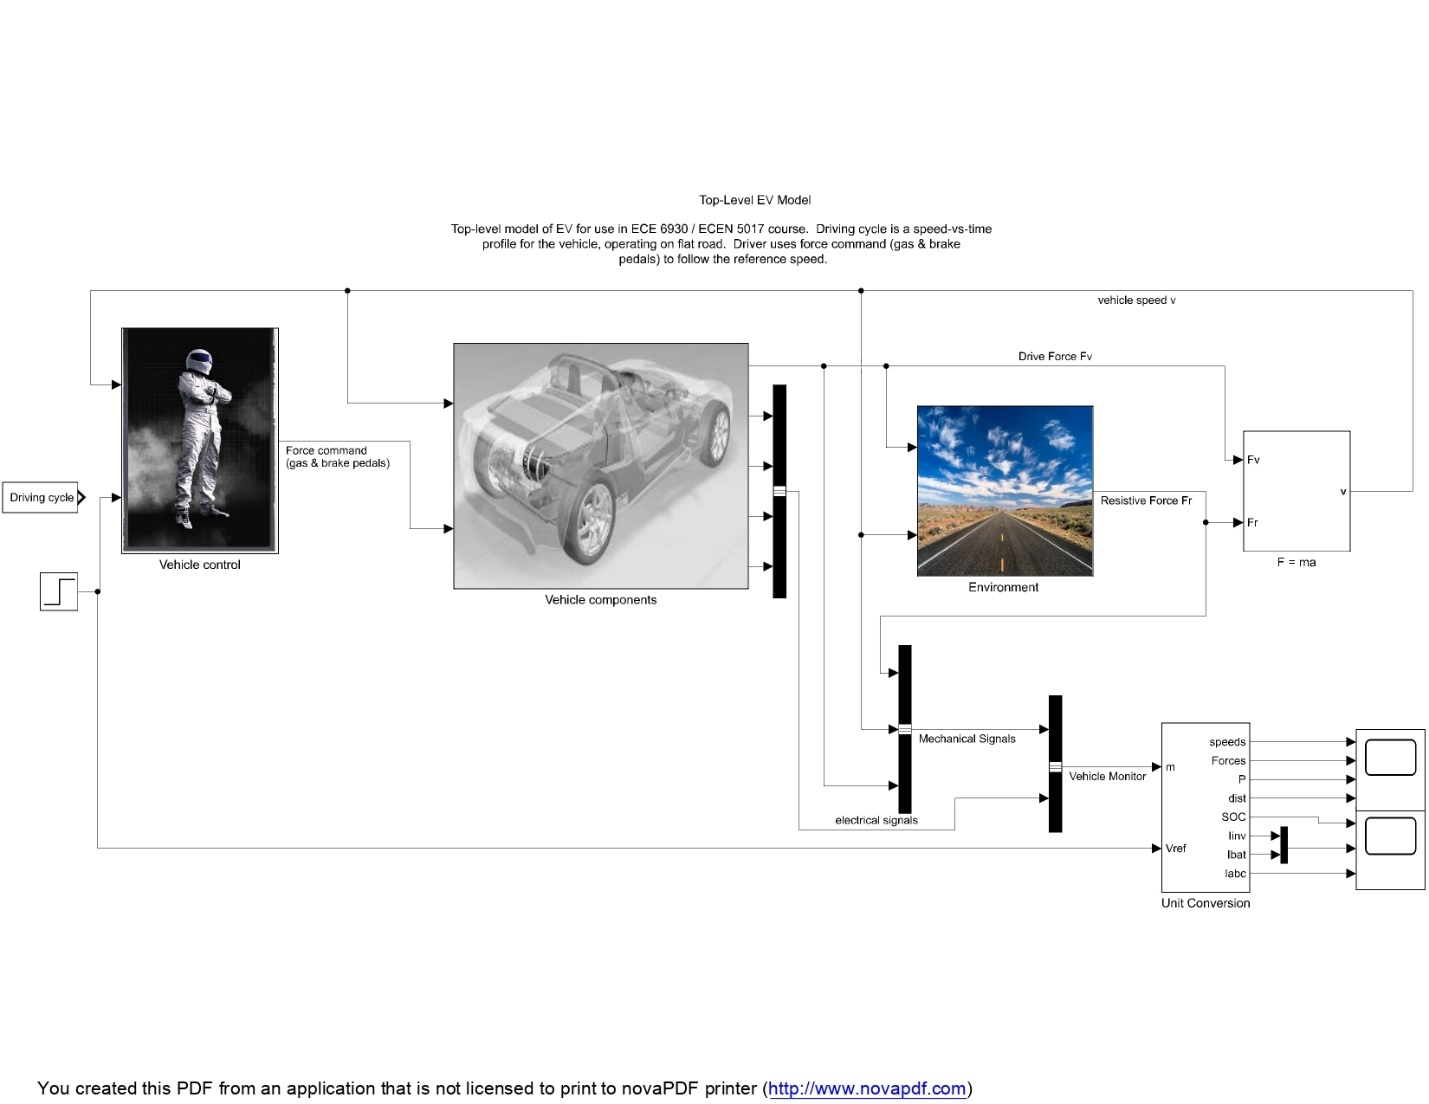 Top-Level EV Model
Top-level model of EV for use in ECE 6930 / ECEN 5017 course.  Driving cycle is a speed-vs-time
profile for the vehicle, operating on flat road.  Driver uses force command (gas & brake
pedals) to follow the reference speed.
vehicle speed v
Drive Force Fv
Force command
(gas & brake pedals)
Driving cycle
Vehicle control
Vehicle components
Resistive Force Fr
Environment
Fv
v
Fr
F = ma
Mechanical Signals
electrical signals
Vehicle Monitor
m
Vref
speeds
Forces
P
dist
SOC
Iinv
Ibat
Iabc
Unit Conversion
You created this PDF from an application that is not licensed to print to novaPDF printer (http://www.novapdf.com)